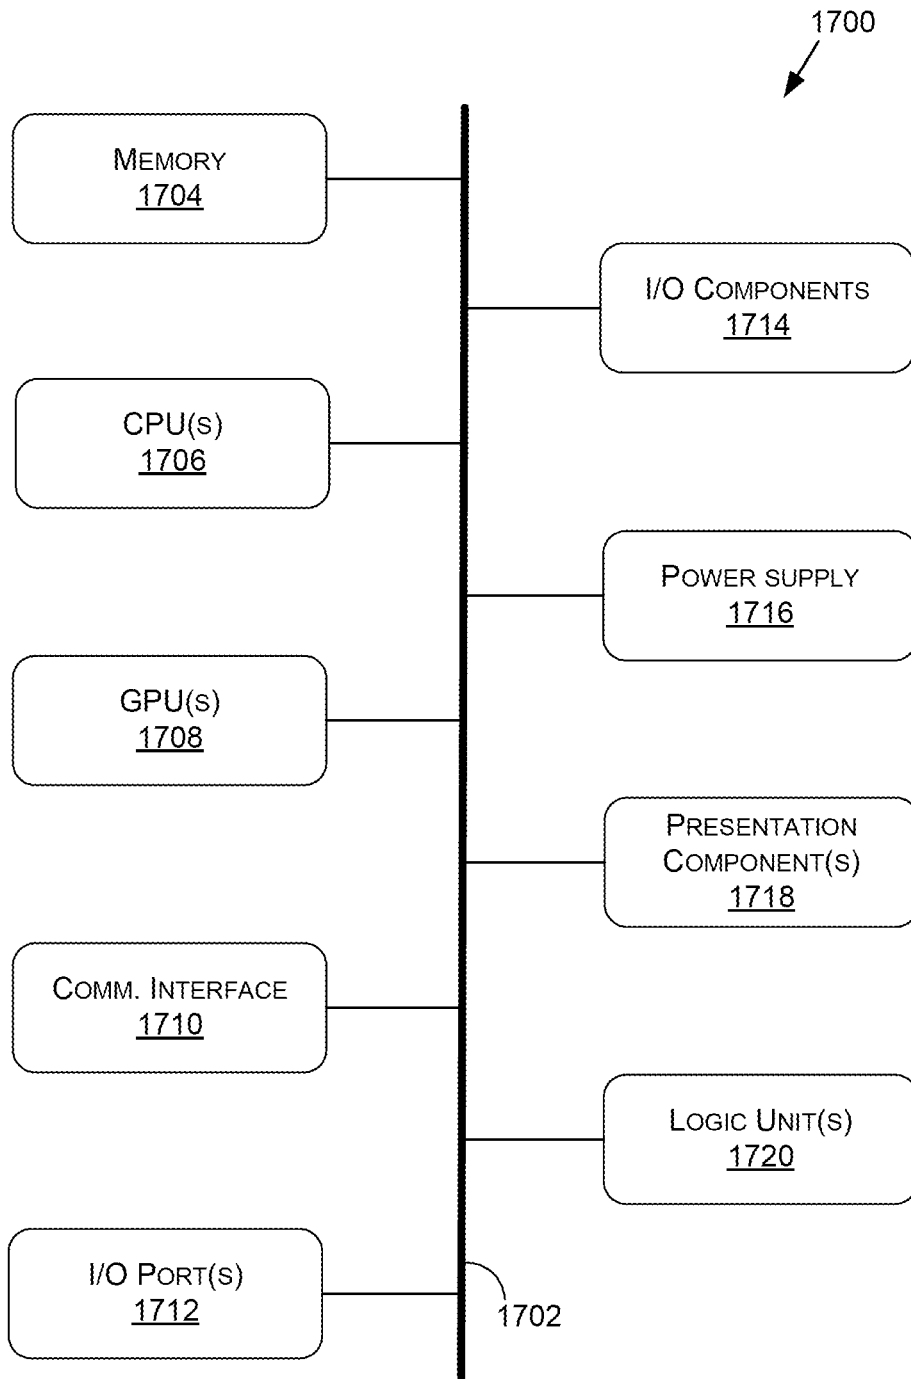 1700
MEMORY
1704
I/O COMPONENTS
1714
CPU(S)
1706
POWER SUPPLY
1716
GPU(S)
1708
PRESENTATION
COMPONENT(S)
1718
COMM. INTERFACE
1710
LOGIC UNIT(S)
1720
I/O PORT(S)
1712
1702